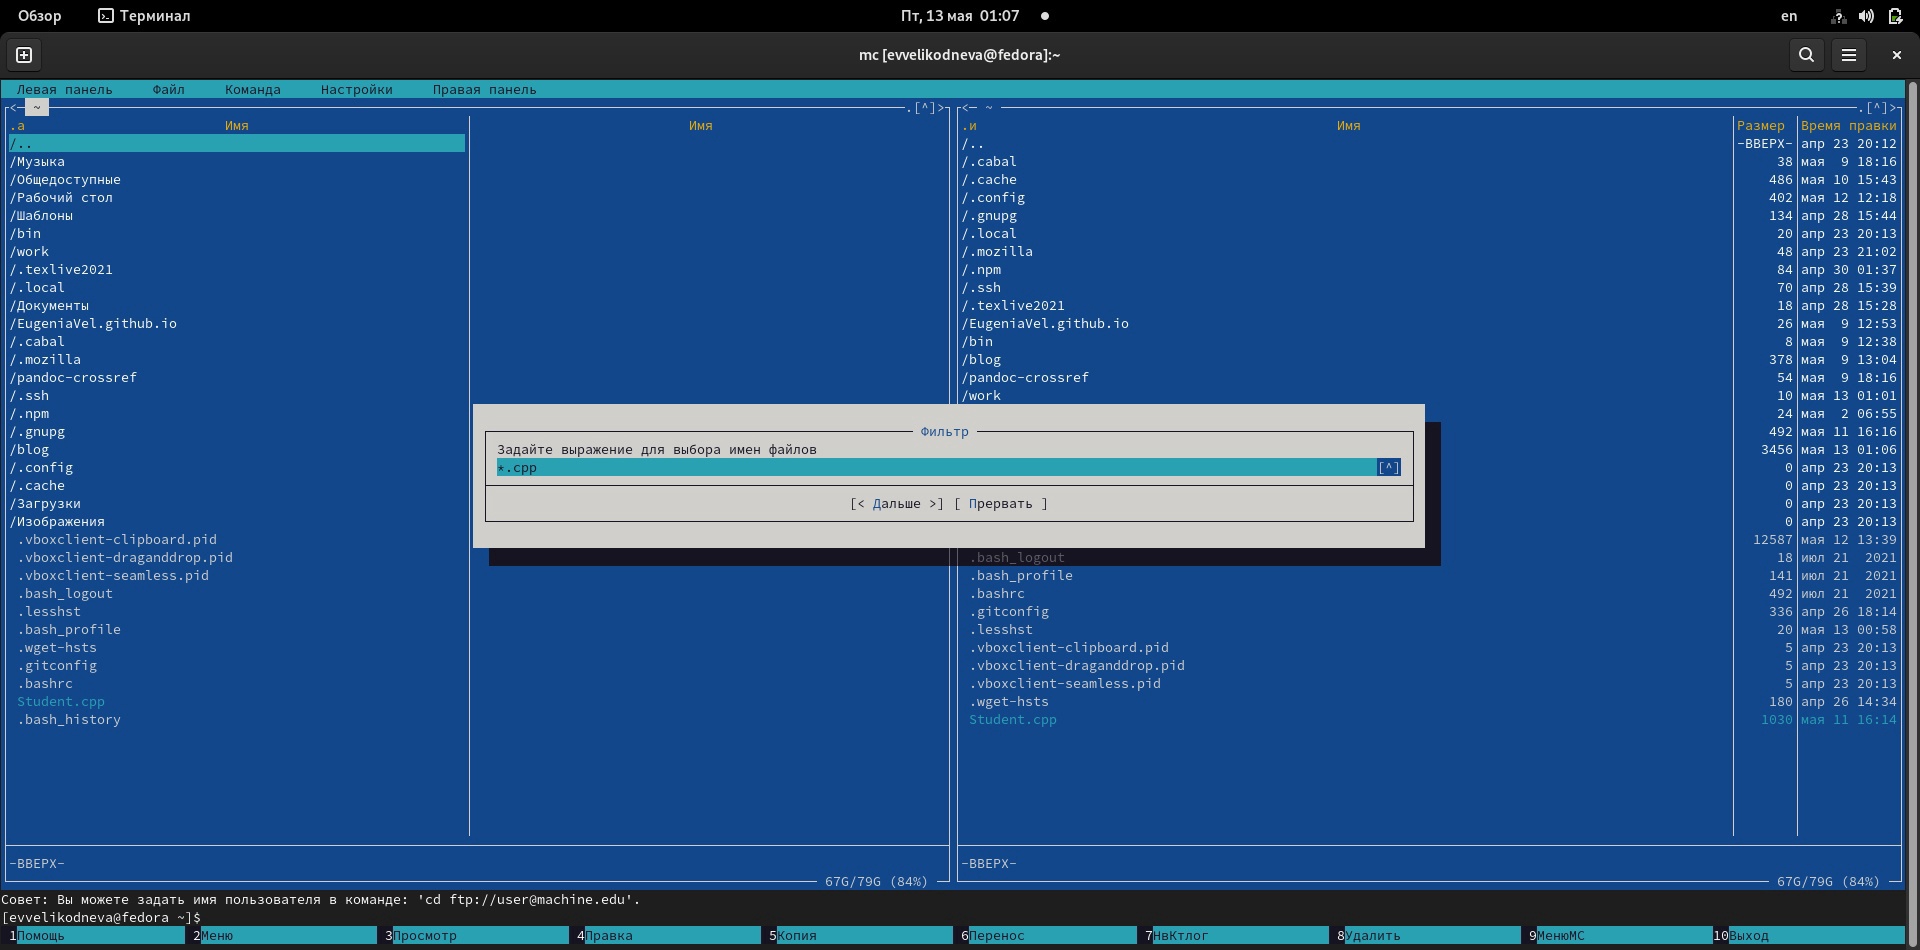 Обзор Терминал Пт, 13 мая 01:07 en
mc [evvelikodneva@fedora]:~
Левая панель Файл Команда Настройки Правая панель
<─ ~ .[^]> <─ ~ .[^]>
.а Имя Имя .и Имя Размер Время правки
/.. /.. -ВВЕРХ- апр 23 20:12
/Музыка /.cabal 38 мая 9 18:16
/Общедоступные /.cache 486 мая 10 15:43
/Рабочий стол /.config 402 мая 12 12:18
/Шаблоны /.gnupg 134 апр 28 15:44
/bin /.local 20 апр 23 20:13
/work /.mozilla 48 апр 23 21:02
/.texlive2021 /.npm 84 апр 30 01:37
/.local /.ssh 70 апр 28 15:39
/Документы /.texlive2021 18 апр 28 15:28
/EugeniaVel.github.io /EugeniaVel.github.io 26 мая 9 12:53
/.cabal /bin 8 мая 9 12:38
/.mozilla /blog 378 мая 9 13:04
/pandoc-crossref /pandoc-crossref 54 мая 9 18:16
/.ssh /work 10 мая 13 01:01
/.npm 24 мая 2 06:55
/.gnupg Фильтр 492 мая 11 16:16
/blog Задайте выражение для выбора имен файлов 3456 мая 13 01:06
/.config *.cpp [^] 0 апр 23 20:13
/.cache 0 апр 23 20:13
/Загрузки [< Дальше >] [ Прервать ] 0 апр 23 20:13
/Изображения 0 апр 23 20:13
.vboxclient-clipboard.pid 12587 мая 12 13:39
.vboxclient-draganddrop.pid .bash_logout 18 июл 21 2021
.vboxclient-seamless.pid .bash_profile 141 июл 21 2021
.bash_logout .bashrc 492 июл 21 2021
.lesshst .gitconfig 336 апр 26 18:14
.bash_profile .lesshst 20 мая 13 00:58
.wget-hsts .vboxclient-clipboard.pid 5 апр 23 20:13
.gitconfig .vboxclient-draganddrop.pid 5 апр 23 20:13
.bashrc .vboxclient-seamless.pid 5 апр 23 20:13
Student.cpp .wget-hsts 180 апр 26 14:34
.bash_history Student.cpp 1030 мая 11 16:14
-ВВЕРХ- -ВВЕРХ-
67G/79G (84%) 67G/79G (84%)
Совет: Вы можете задать имя пользователя в команде: 'cd ftp://user@machine.edu'.
[evvelikodneva@fedora ~]$
1Помощь 2Меню 3Просмотр 4Правка 5Копия 6Перенос 7НвКтлог 8Удалить 9МенюMC 10Выход